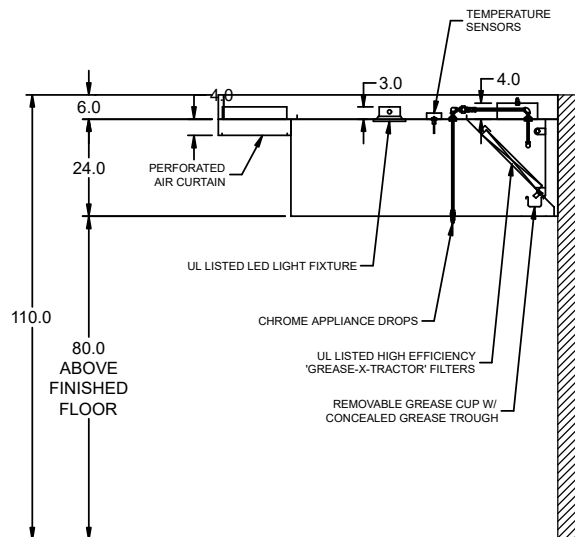 TEMPERATURE
SENSORS
3.0
4.0
4.0
6.0
PERFORATED
AIR CURTAIN
24.0
UL LISTED LED LIGHT FIXTURE
110.0
CHROME APPLIANCE DROPS
80.0
ABOVE
FINISHED
FLOOR
UL LISTED HIGH EFFICIENCY
'GREASE-X-TRACTOR' FILTERS
REMOVABLE GREASE CUP W/
CONCEALED GREASE TROUGH